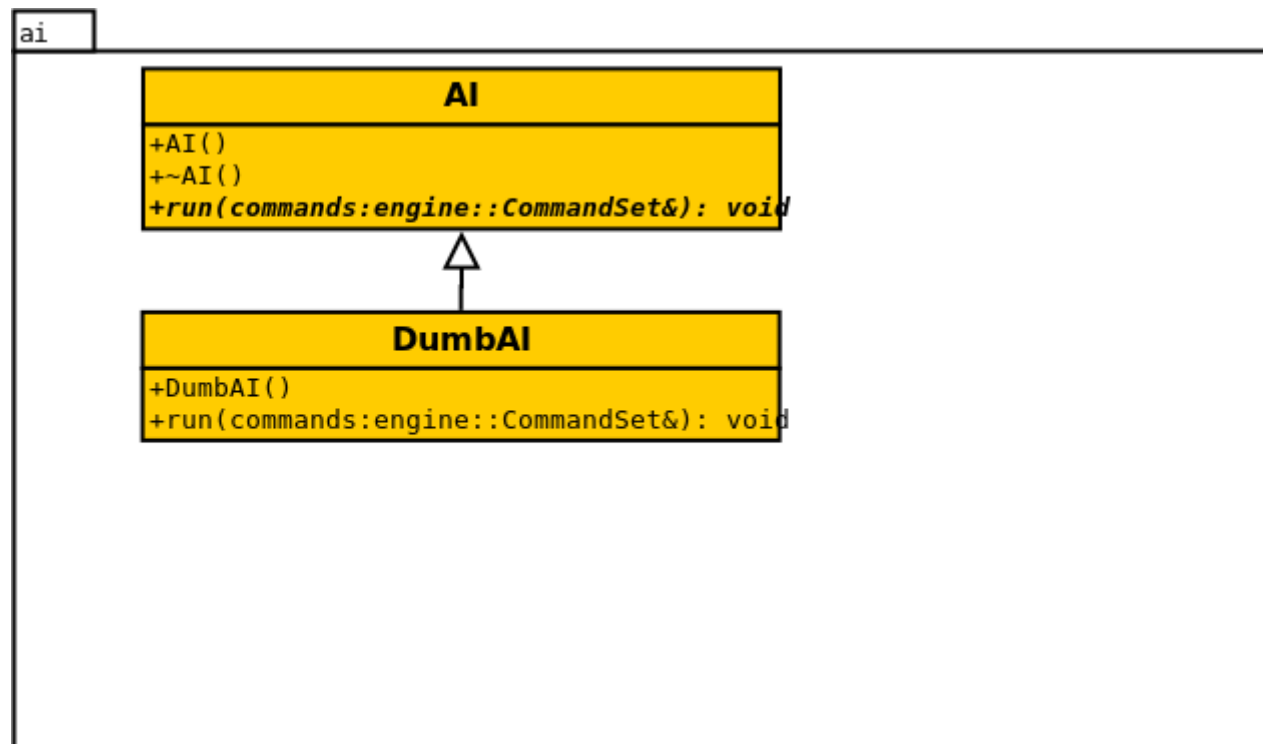 ai
AI
+AI()
+~AI()
+run(commands:engine::CommandSet&): void
DumbAI
+DumbAI()
+run(commands:engine::CommandSet&): void